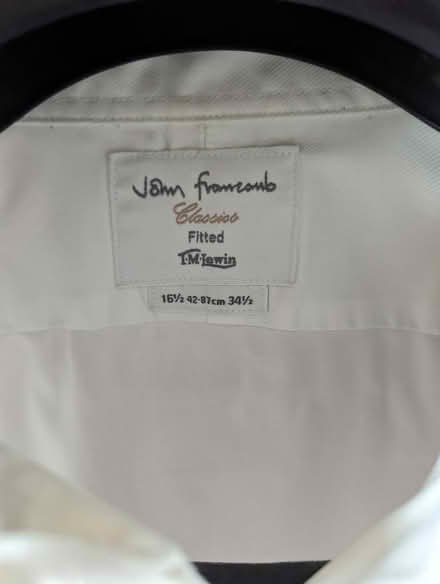 John Francomb
Classics
Fitted
T·M·Lewin
16½ 42-87cm 34½